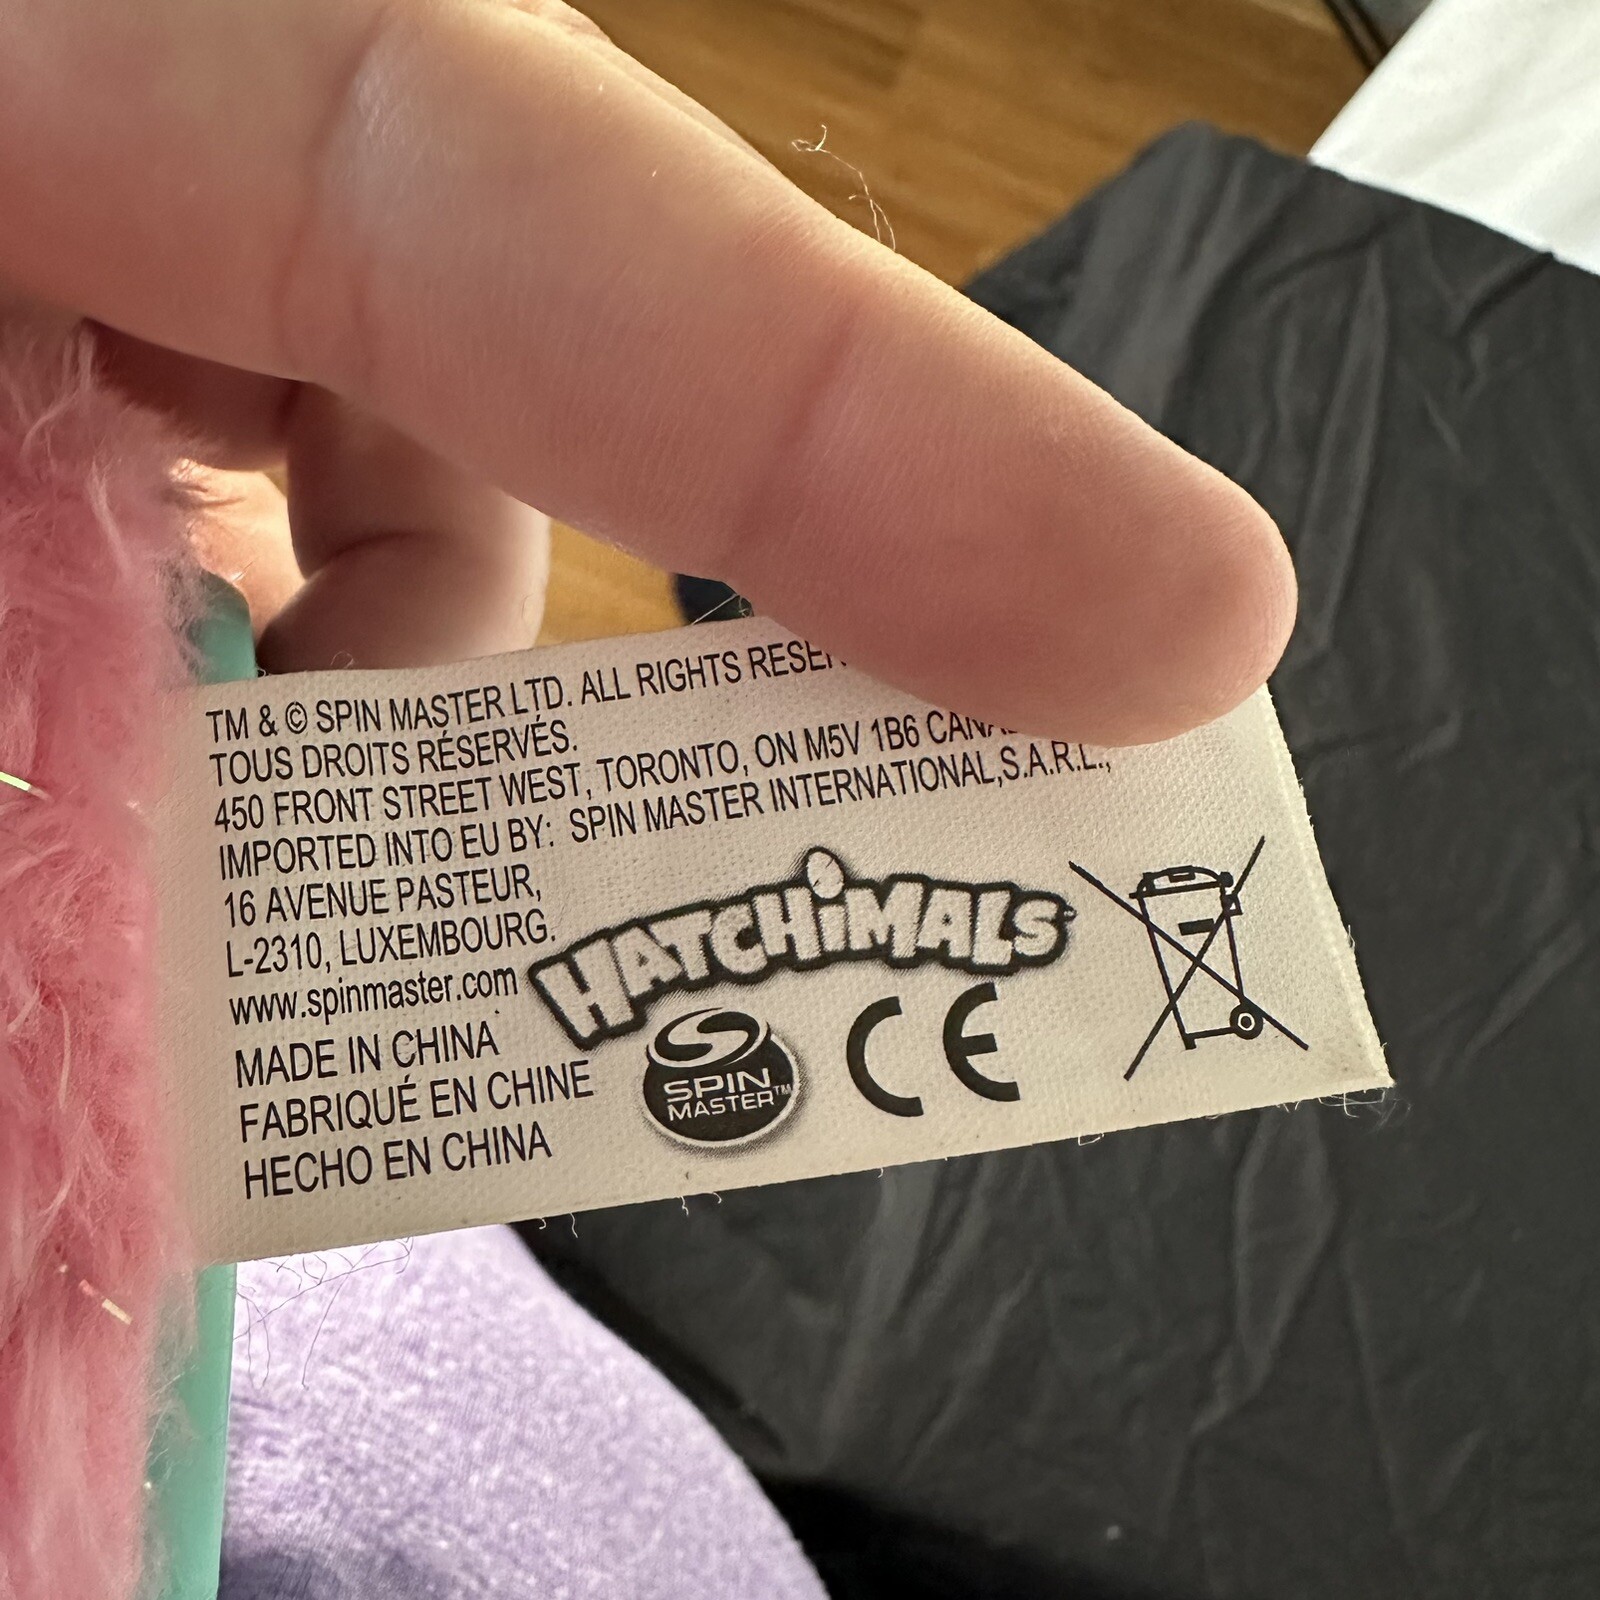 TM & © SPIN MASTER LTD. ALL RIGHTS
TOUS DROITS RÉSERVÉS.
450 FRONT STREET WEST, TORONTO, ON M5V 1B6
IMPORTED INTO EU BY: SPIN MASTER INTERNATIONAL,S.A.R.L.,
16 AVENUE PASTEUR,
L-2310, LUXEMBOURG.
www.spinmaster.com
HATCHiMALS
MADE IN CHINA
FABRIQUÉ EN CHINE
HECHO EN CHINA
SPIN
MASTER™
CE